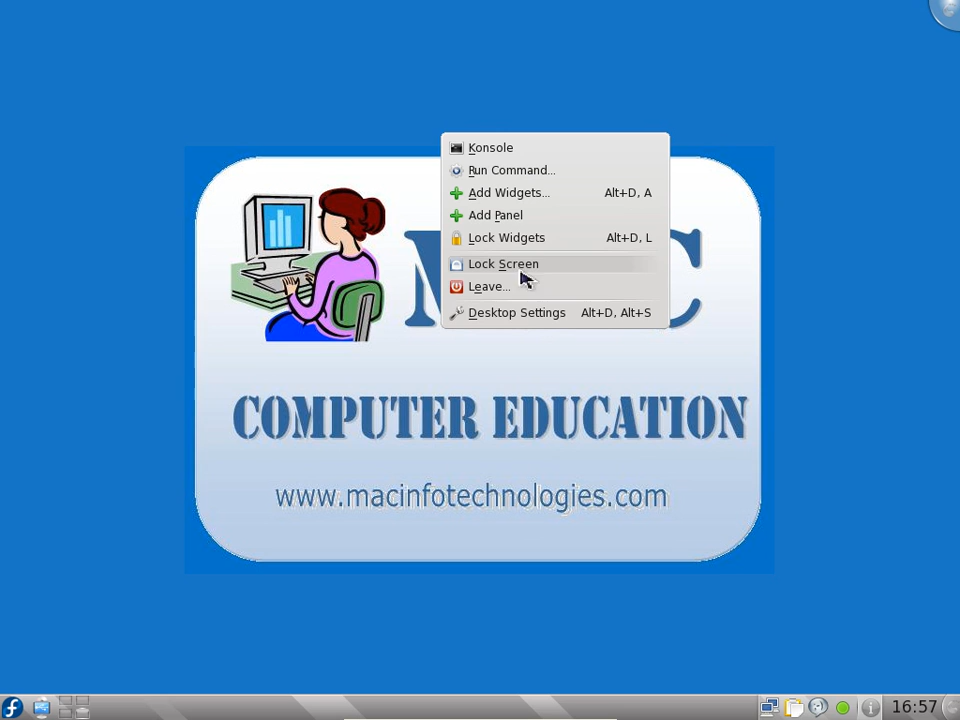 Konsole
Run Command...
Add Widgets... Alt+D, A
Add Panel
Lock Widgets Alt+D, L
Lock Screen
Leave...
Desktop Settings Alt+D, Alt+S
C
COMPUTER EDUCATION
www.macinfotechnologies.com
16:57